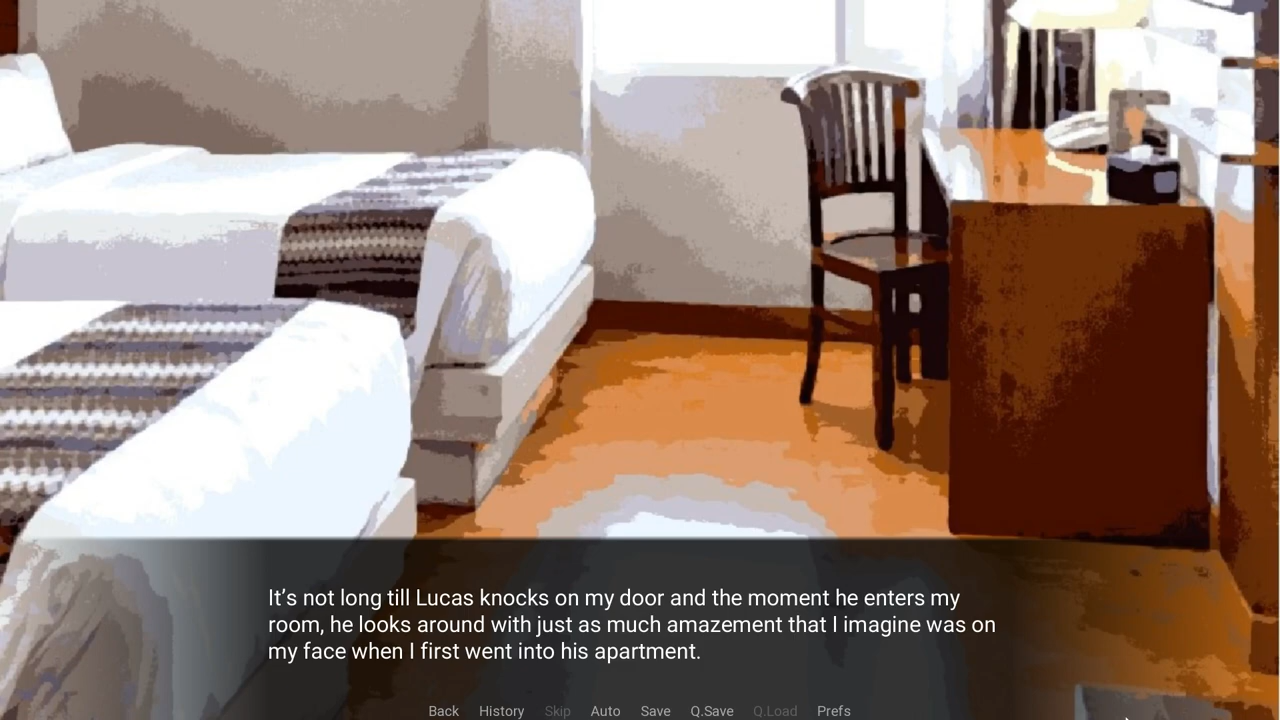 It’s not long till Lucas knocks on my door and the moment he enters my
room, he looks around with just as much amazement that I imagine was on
my face when I first went into his apartment.
Back History Skip Auto Save Q.Save Q.Load Prefs